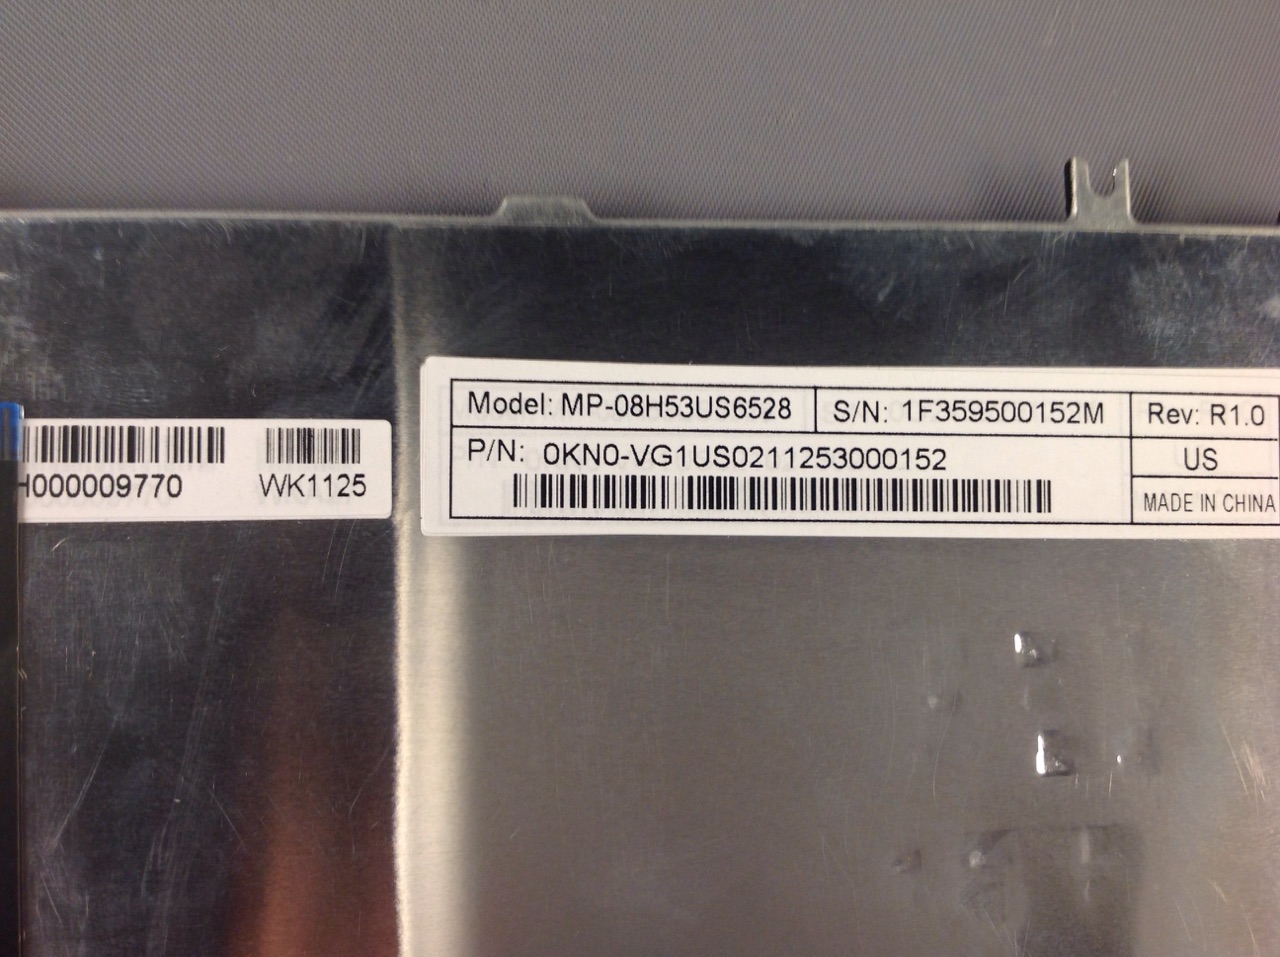 Model: MP-08H53US6528 S/N: 1F359500152M Rev: R1.0
P/N: 0KN0-VG1US0211253000152 US
MADE IN CHINA
H000009770 WK1125